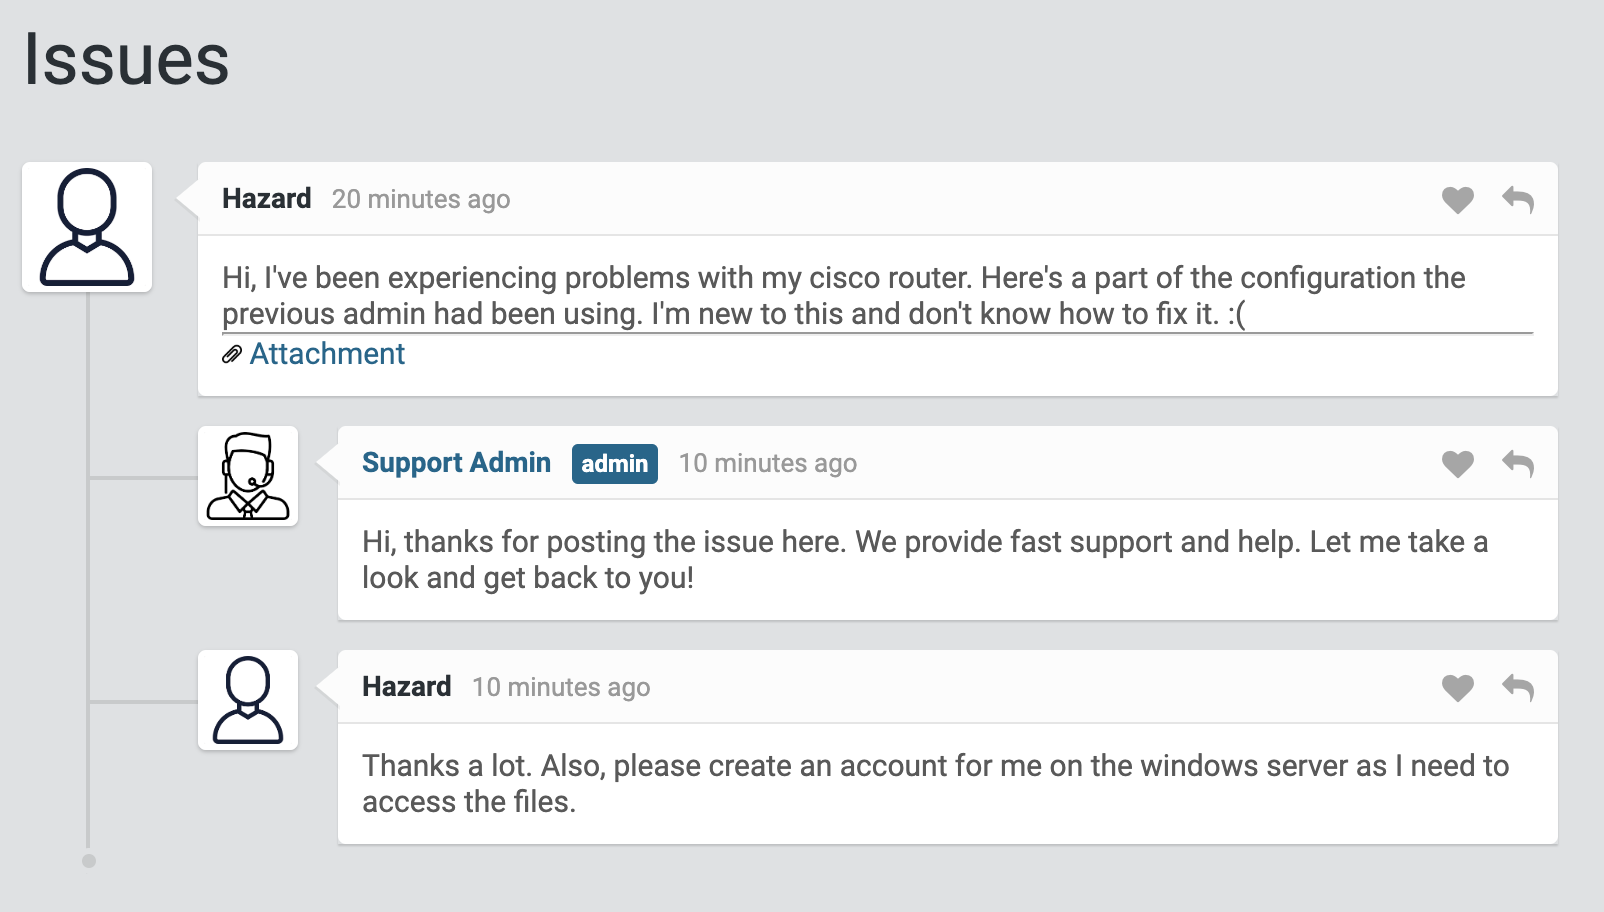 Issues
Hazard 20 minutes ago
Hi, I've been experiencing problems with my cisco router. Here's a part of the configuration the
previous admin had been using. I'm new to this and don't know how to fix it. :(
Attachment
Support Admin admin 10 minutes ago
Hi, thanks for posting the issue here. We provide fast support and help. Let me take a
look and get back to you!
Hazard 10 minutes ago
Thanks a lot. Also, please create an account for me on the windows server as I need to
access the files.